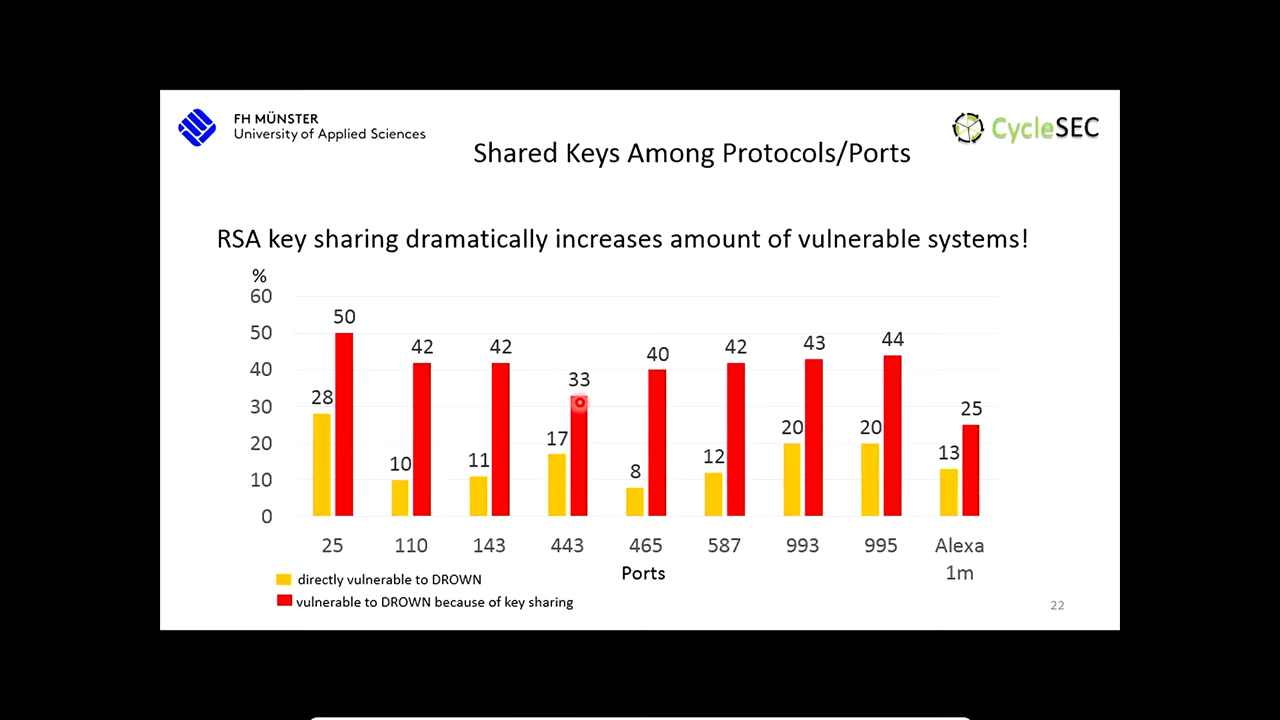 FH MÜNSTER
University of Applied Sciences
CycleSEC
Shared Keys Among Protocols/Ports
RSA key sharing dramatically increases amount of vulnerable systems!
%
60
50
40
30
20
10
0
28 50
10 42
11 42
17 33
8 40
12 42
20 43
20 44
13 25
25 110 143 443 465 587 993 995 Alexa
1m
Ports
directly vulnerable to DROWN
vulnerable to DROWN because of key sharing
22